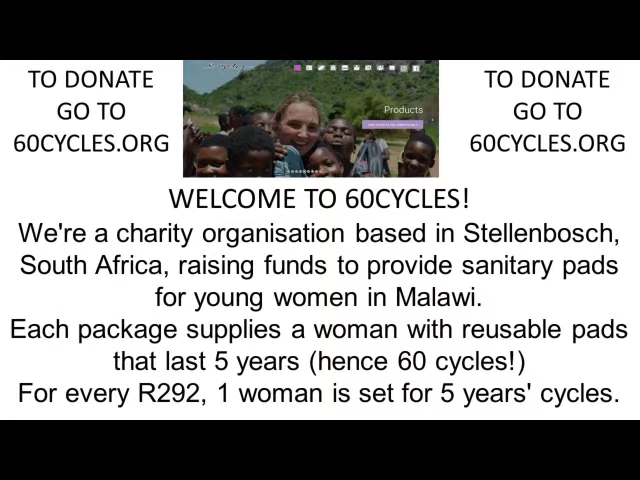 TO DONATE
GO TO
60CYCLES.ORG
Products
TO DONATE
GO TO
60CYCLES.ORG
WELCOME TO 60CYCLES!
We're a charity organisation based in Stellenbosch,
South Africa, raising funds to provide sanitary pads
for young women in Malawi.
Each package supplies a woman with reusable pads
that last 5 years (hence 60 cycles!)
For every R292, 1 woman is set for 5 years' cycles.